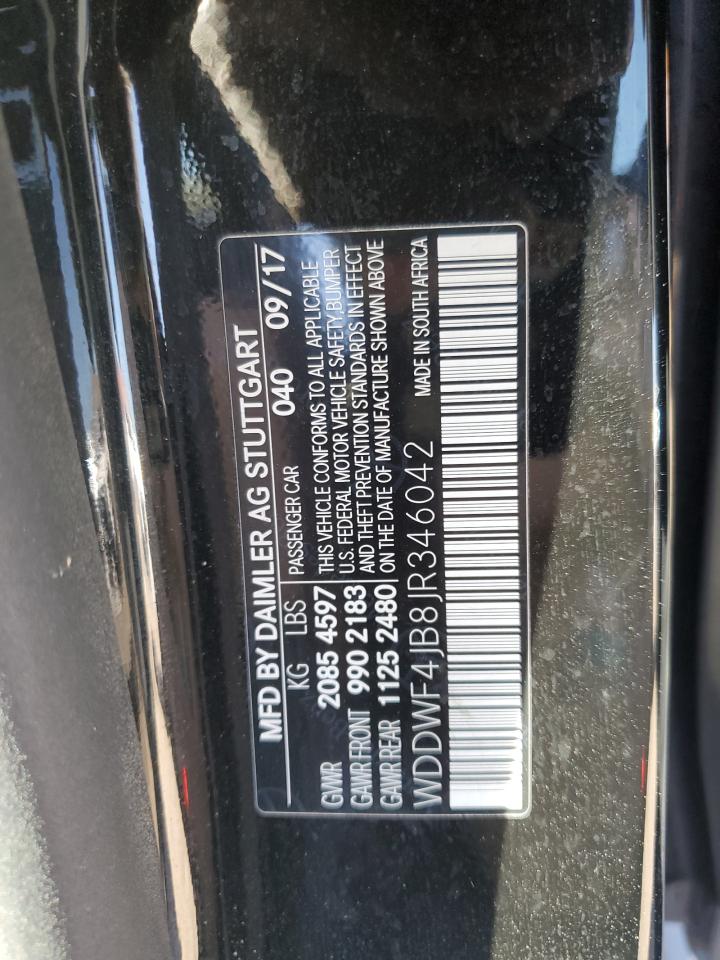 MFD BY DAIMLER AG STUTTGART
KG LBS PASSENGER CAR 040 09/17
GVWR 2085 4597 THIS VEHICLE CONFORMS TO ALL APPLICABLE
U.S. FEDERAL MOTOR VEHICLE SAFETY,BUMPER
GAWR FRONT 990 2183 AND THEFT PREVENTION STANDARDS IN EFFECT
GAWR REAR 1125 2480 ON THE DATE OF MANUFACTURE SHOWN ABOVE
WDDWF4JB8JR346042 MADE IN SOUTH AFRICA